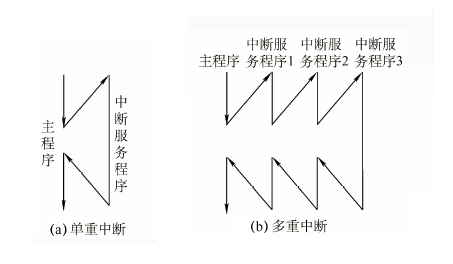 主程序
中断服务程序
(a) 单重中断
主程序
中断服
务程序1
中断服
务程序2
中断服
务程序3
(b) 多重中断